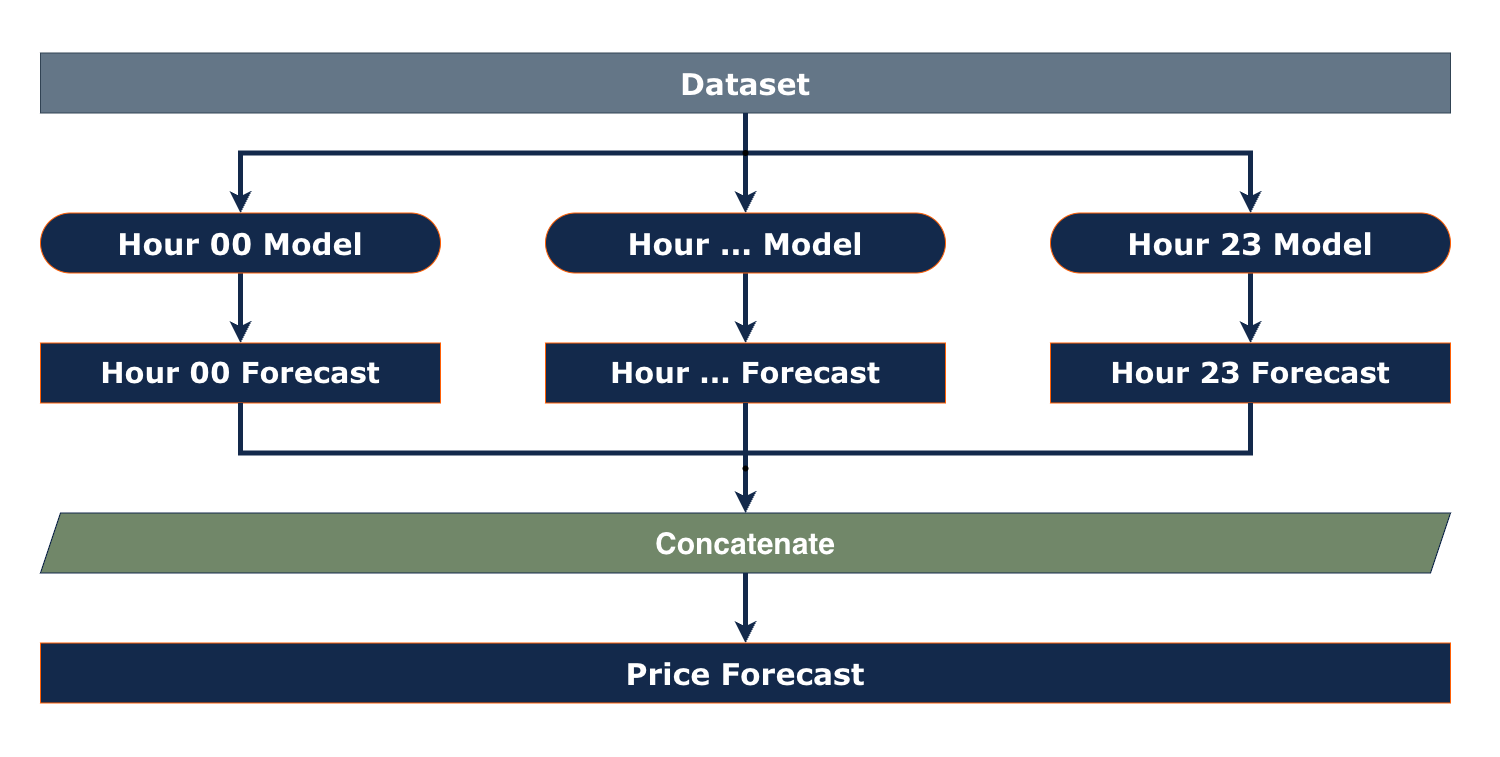 Dataset
Hour 00 Model
Hour ... Model
Hour 23 Model
Hour 00 Forecast
Hour ... Forecast
Hour 23 Forecast
Concatenate
Price Forecast